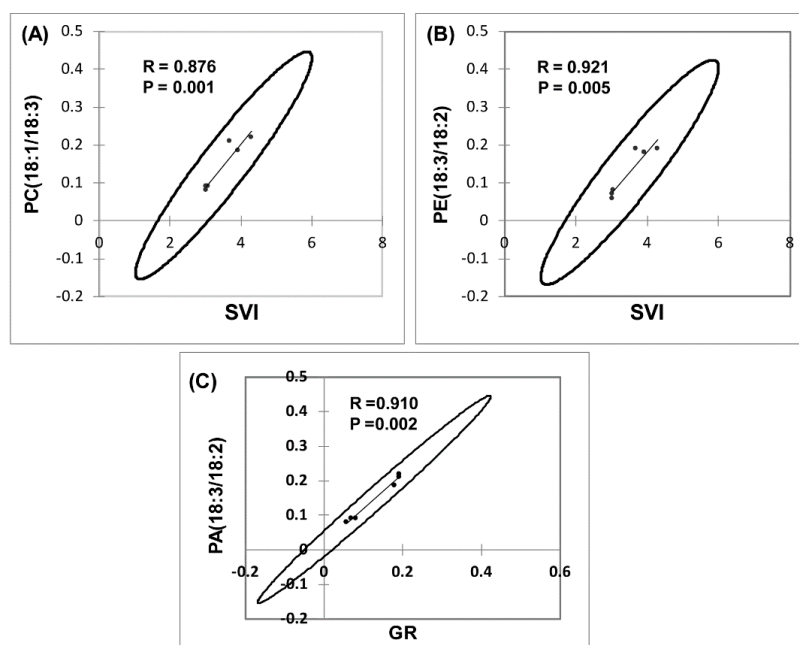 (A)
R = 0.876
P = 0.001
PC(18:1/18:3)
0.5
0.4
0.3
0.2
0.1
0
-0.1
-0.2
0 2 4 6 8
SVI
(B)
R = 0.921
P = 0.005
PE(18:3/18:2)
0.5
0.4
0.3
0.2
0.1
0
-0.1
-0.2
0 2 4 6 8
SVI
(C)
R =0.910
P =0.002
PA(18:3/18:2)
0.5
0.4
0.3
0.2
0.1
0
-0.1
-0.2
-0.2 0 0.2 0.4 0.6
GR